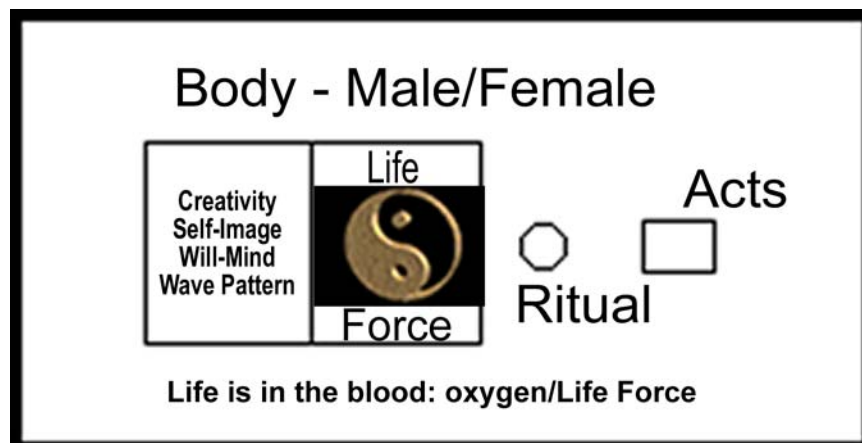 Body - Male/Female
Creativity
Self-Image
Will-Mind
Wave Pattern
Life
Force
Acts
Ritual
Life is in the blood: oxygen/Life Force